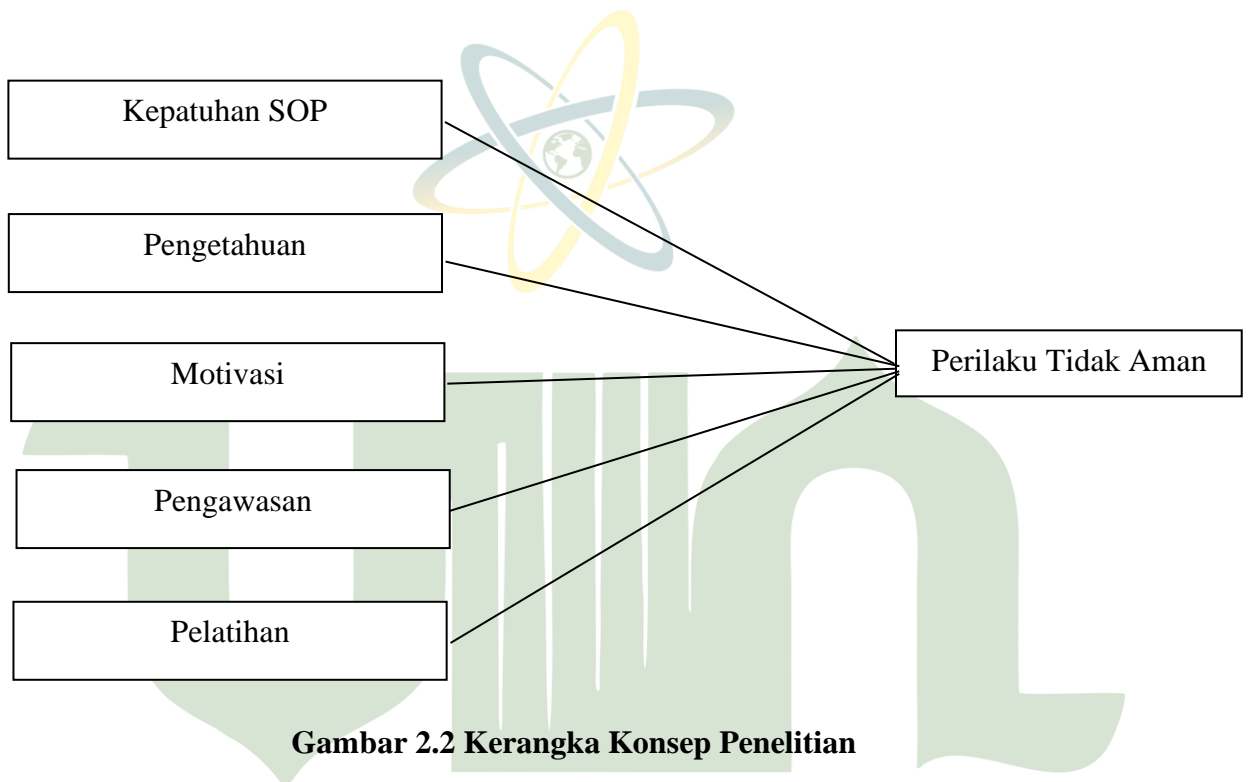 Kepatuhan SOP
Pengetahuan
Motivasi
Perilaku Tidak Aman
Pengawasan
Pelatihan
Gambar 2.2 Kerangka Konsep Penelitian